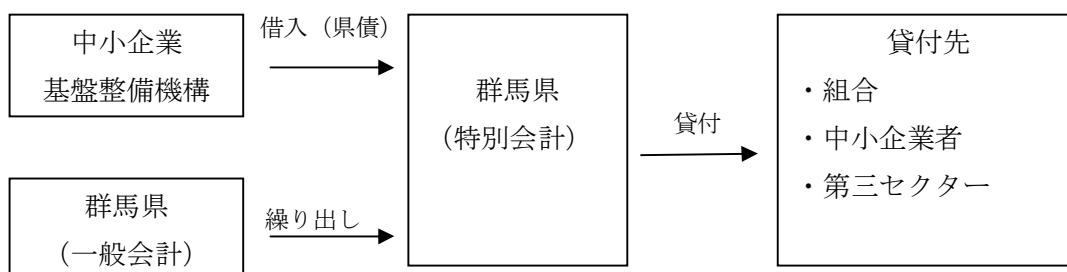 中小企業
基盤整備機構
借入（県債）
群馬県
（一般会計）
繰り出し
群馬県
（特別会計）
貸付
貸付先
・組合
・中小企業者
・第三セクター